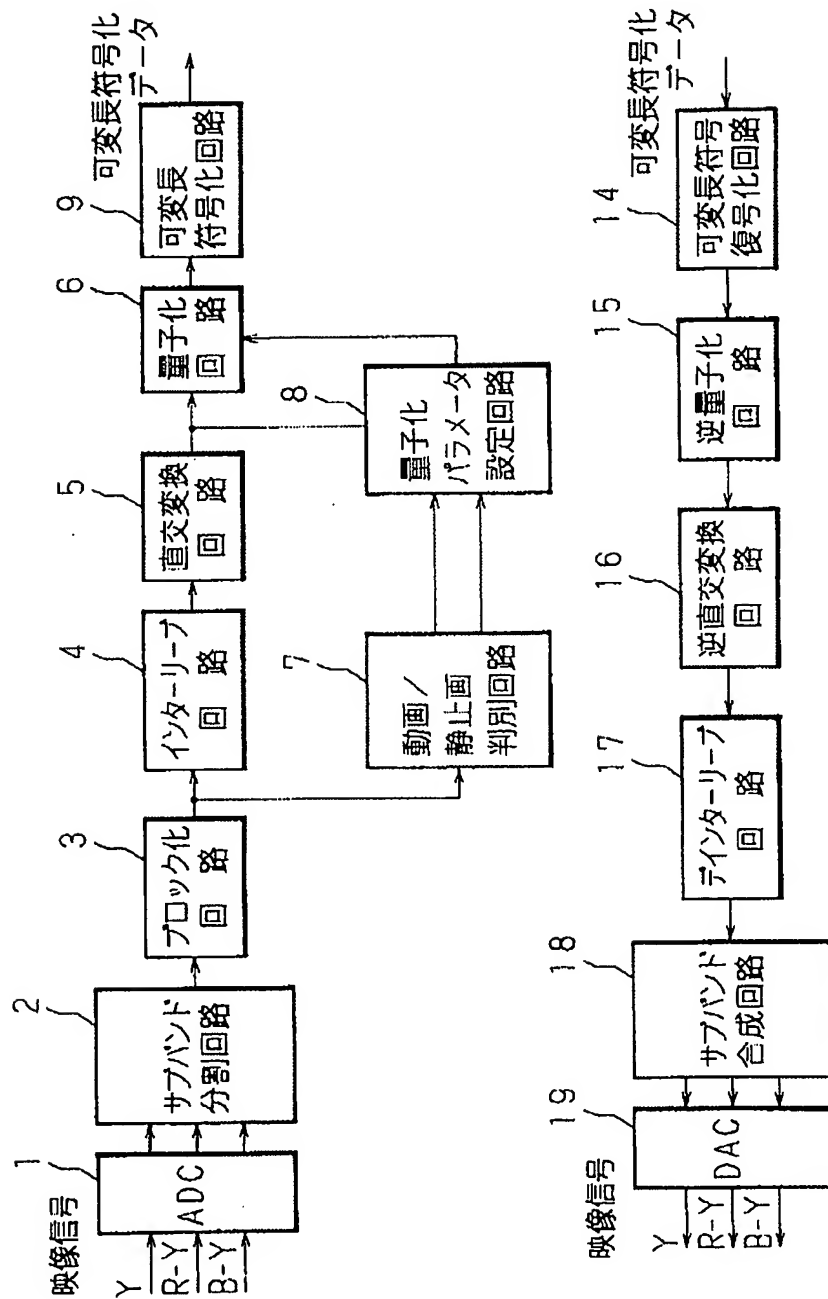 映像信号
Y
R-Y
B-Y
1
ADC
2
サブバンド
分割回路
3
ブロック化
回路
4
インターリーブ
回路
5
直交変換
回路
6
量子化
回路
9
可変長
符号化回路
可変長符号化
データ
7
動画/
静止画
判別回路
8
量子化
パラメータ
設定回路
可変長符号化
データ
14
可変長符号
復号化回路
15
逆量子化
回路
16
逆直交変換
回路
17
デインターリーブ
回路
18
サブバンド
合成回路
19
DAC
映像信号
Y
R-Y
B-Y